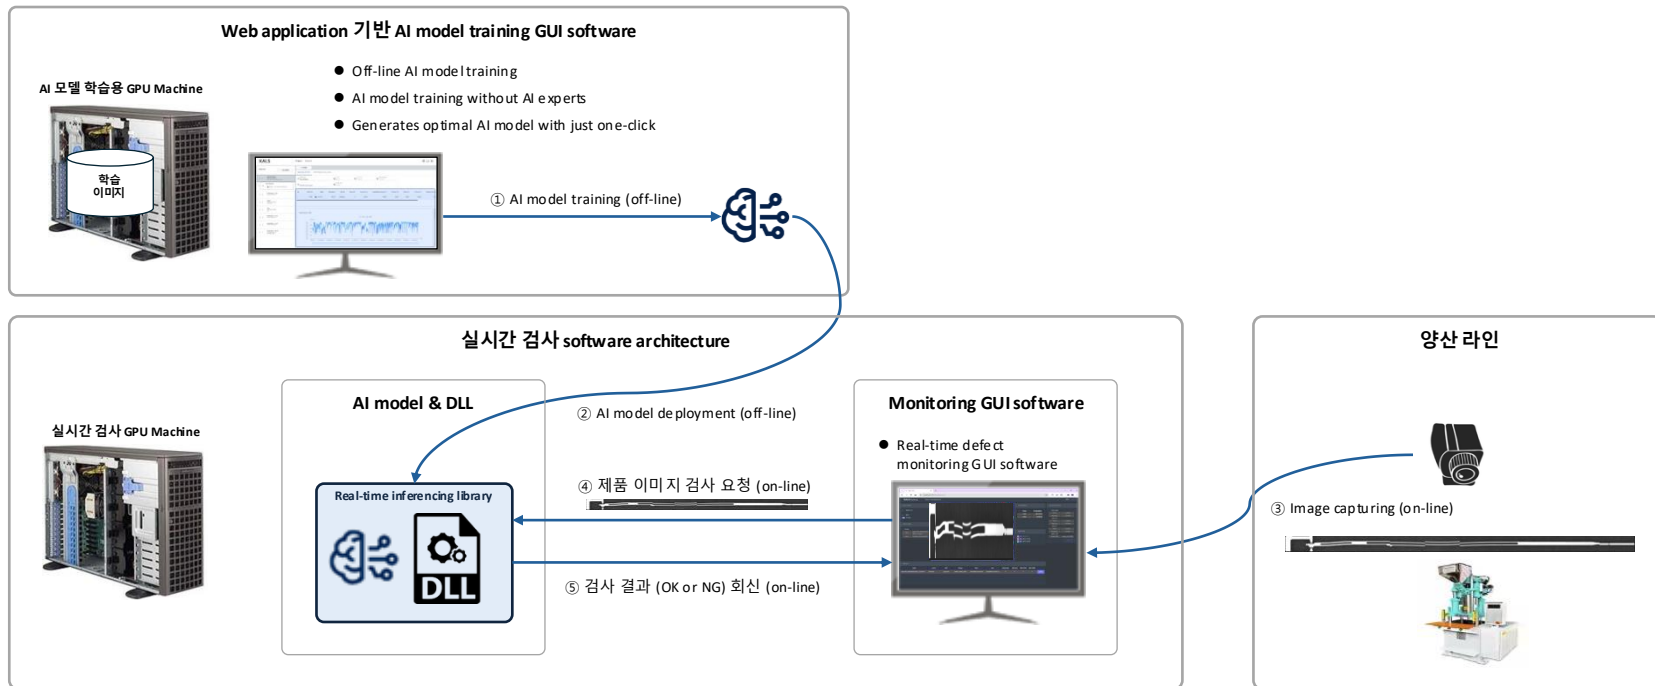 Web application 기반 AI model training GUI software
AI 모델 학습용 GPU Machine
학습
이미지
● Off-line AI model training
● AI model training without AI experts
● Generates optimal AI model with just one-click
① AI model training (off-line)
실시간 검사 software architecture
실시간 검사 GPU Machine
AI model & DLL
② AI model deployment (off-line)
Real-time inferencing library
DLL
④ 제품 이미지 검사 요청 (on-line)
⑤ 검사 결과 (OK or NG) 회신 (on-line)
Monitoring GUI software
● Real-time defect
monitoring GUI software
양산 라인
③ Image capturing (on-line)